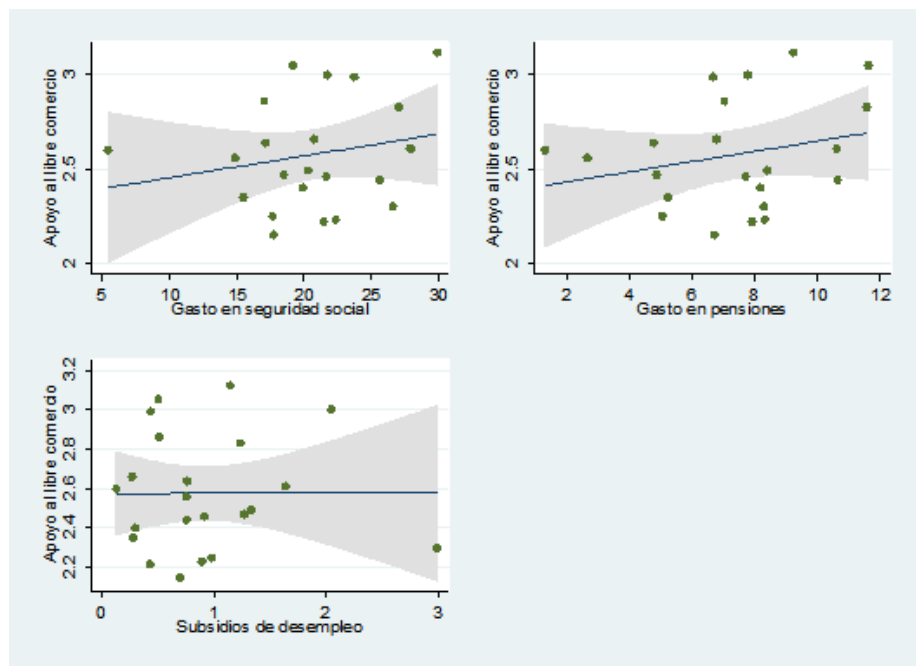 Apoyo al libre comercio
3
2.5
2
5 10 15 20 25 30
Gasto en seguridad social
Apoyo al libre comercio
3
2.5
2
2 4 6 8 10 12
Gasto en pensiones
Apoyo al libre comercio
3.2
3
2.8
2.6
2.4
2.2
0 1 2 3
Subsidios de desempleo